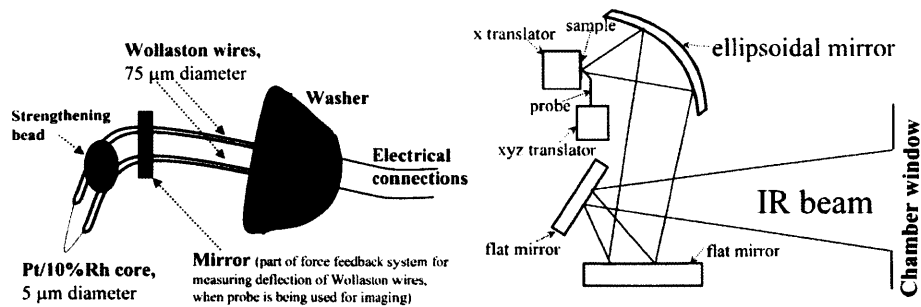 Wollaston wires,
75 µm diameter
Washer
Strengthening
bead
Electrical
connections
Pt/10%Rh core,
5 µm diameter
Mirror (part of force feedback system for
measuring deflection of Wollaston wires,
when probe is being used for imaging)
x translator
sample
ellipsoidal mirror
probe
xyz translator
IR beam
flat mirror
flat mirror
Chamber window